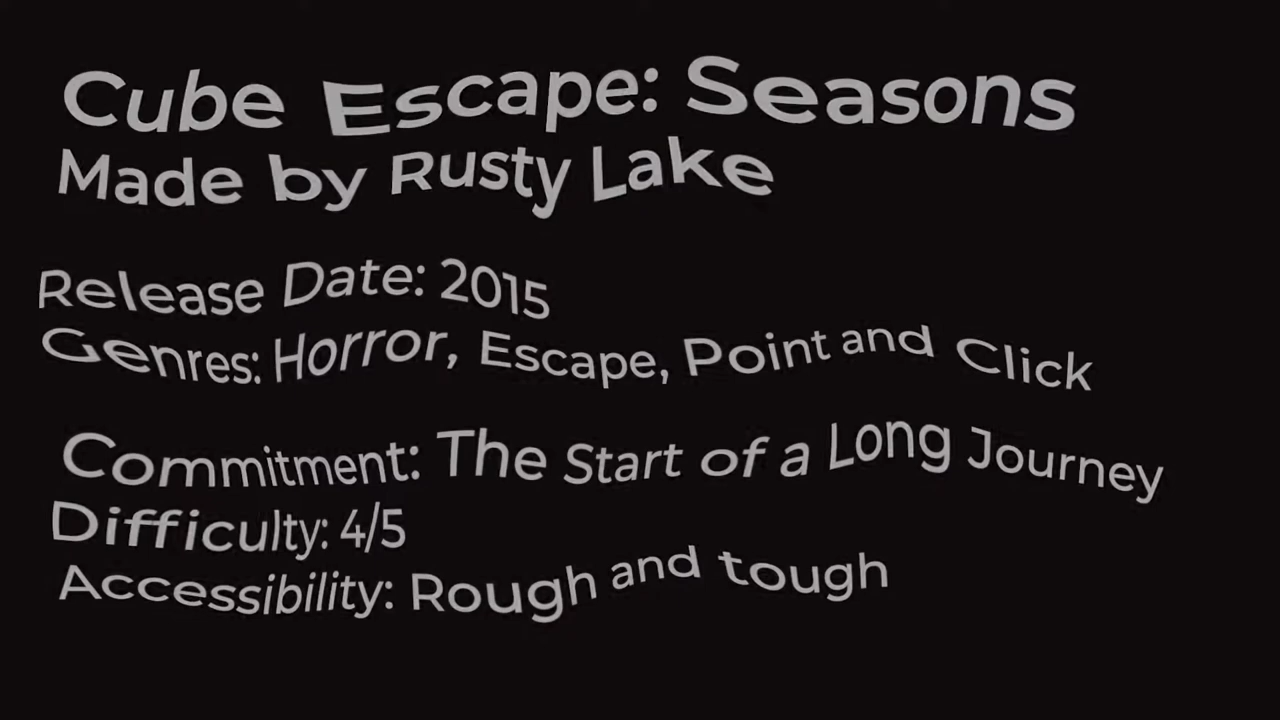 Cube Escape: Seasons
Made by Rusty Lake
Release Date: 2015
Genres: Horror, Escape, Point and Click
Commitment: The Start of a Long Journey
Difficulty: 4/5
Accessibility: Rough and tough